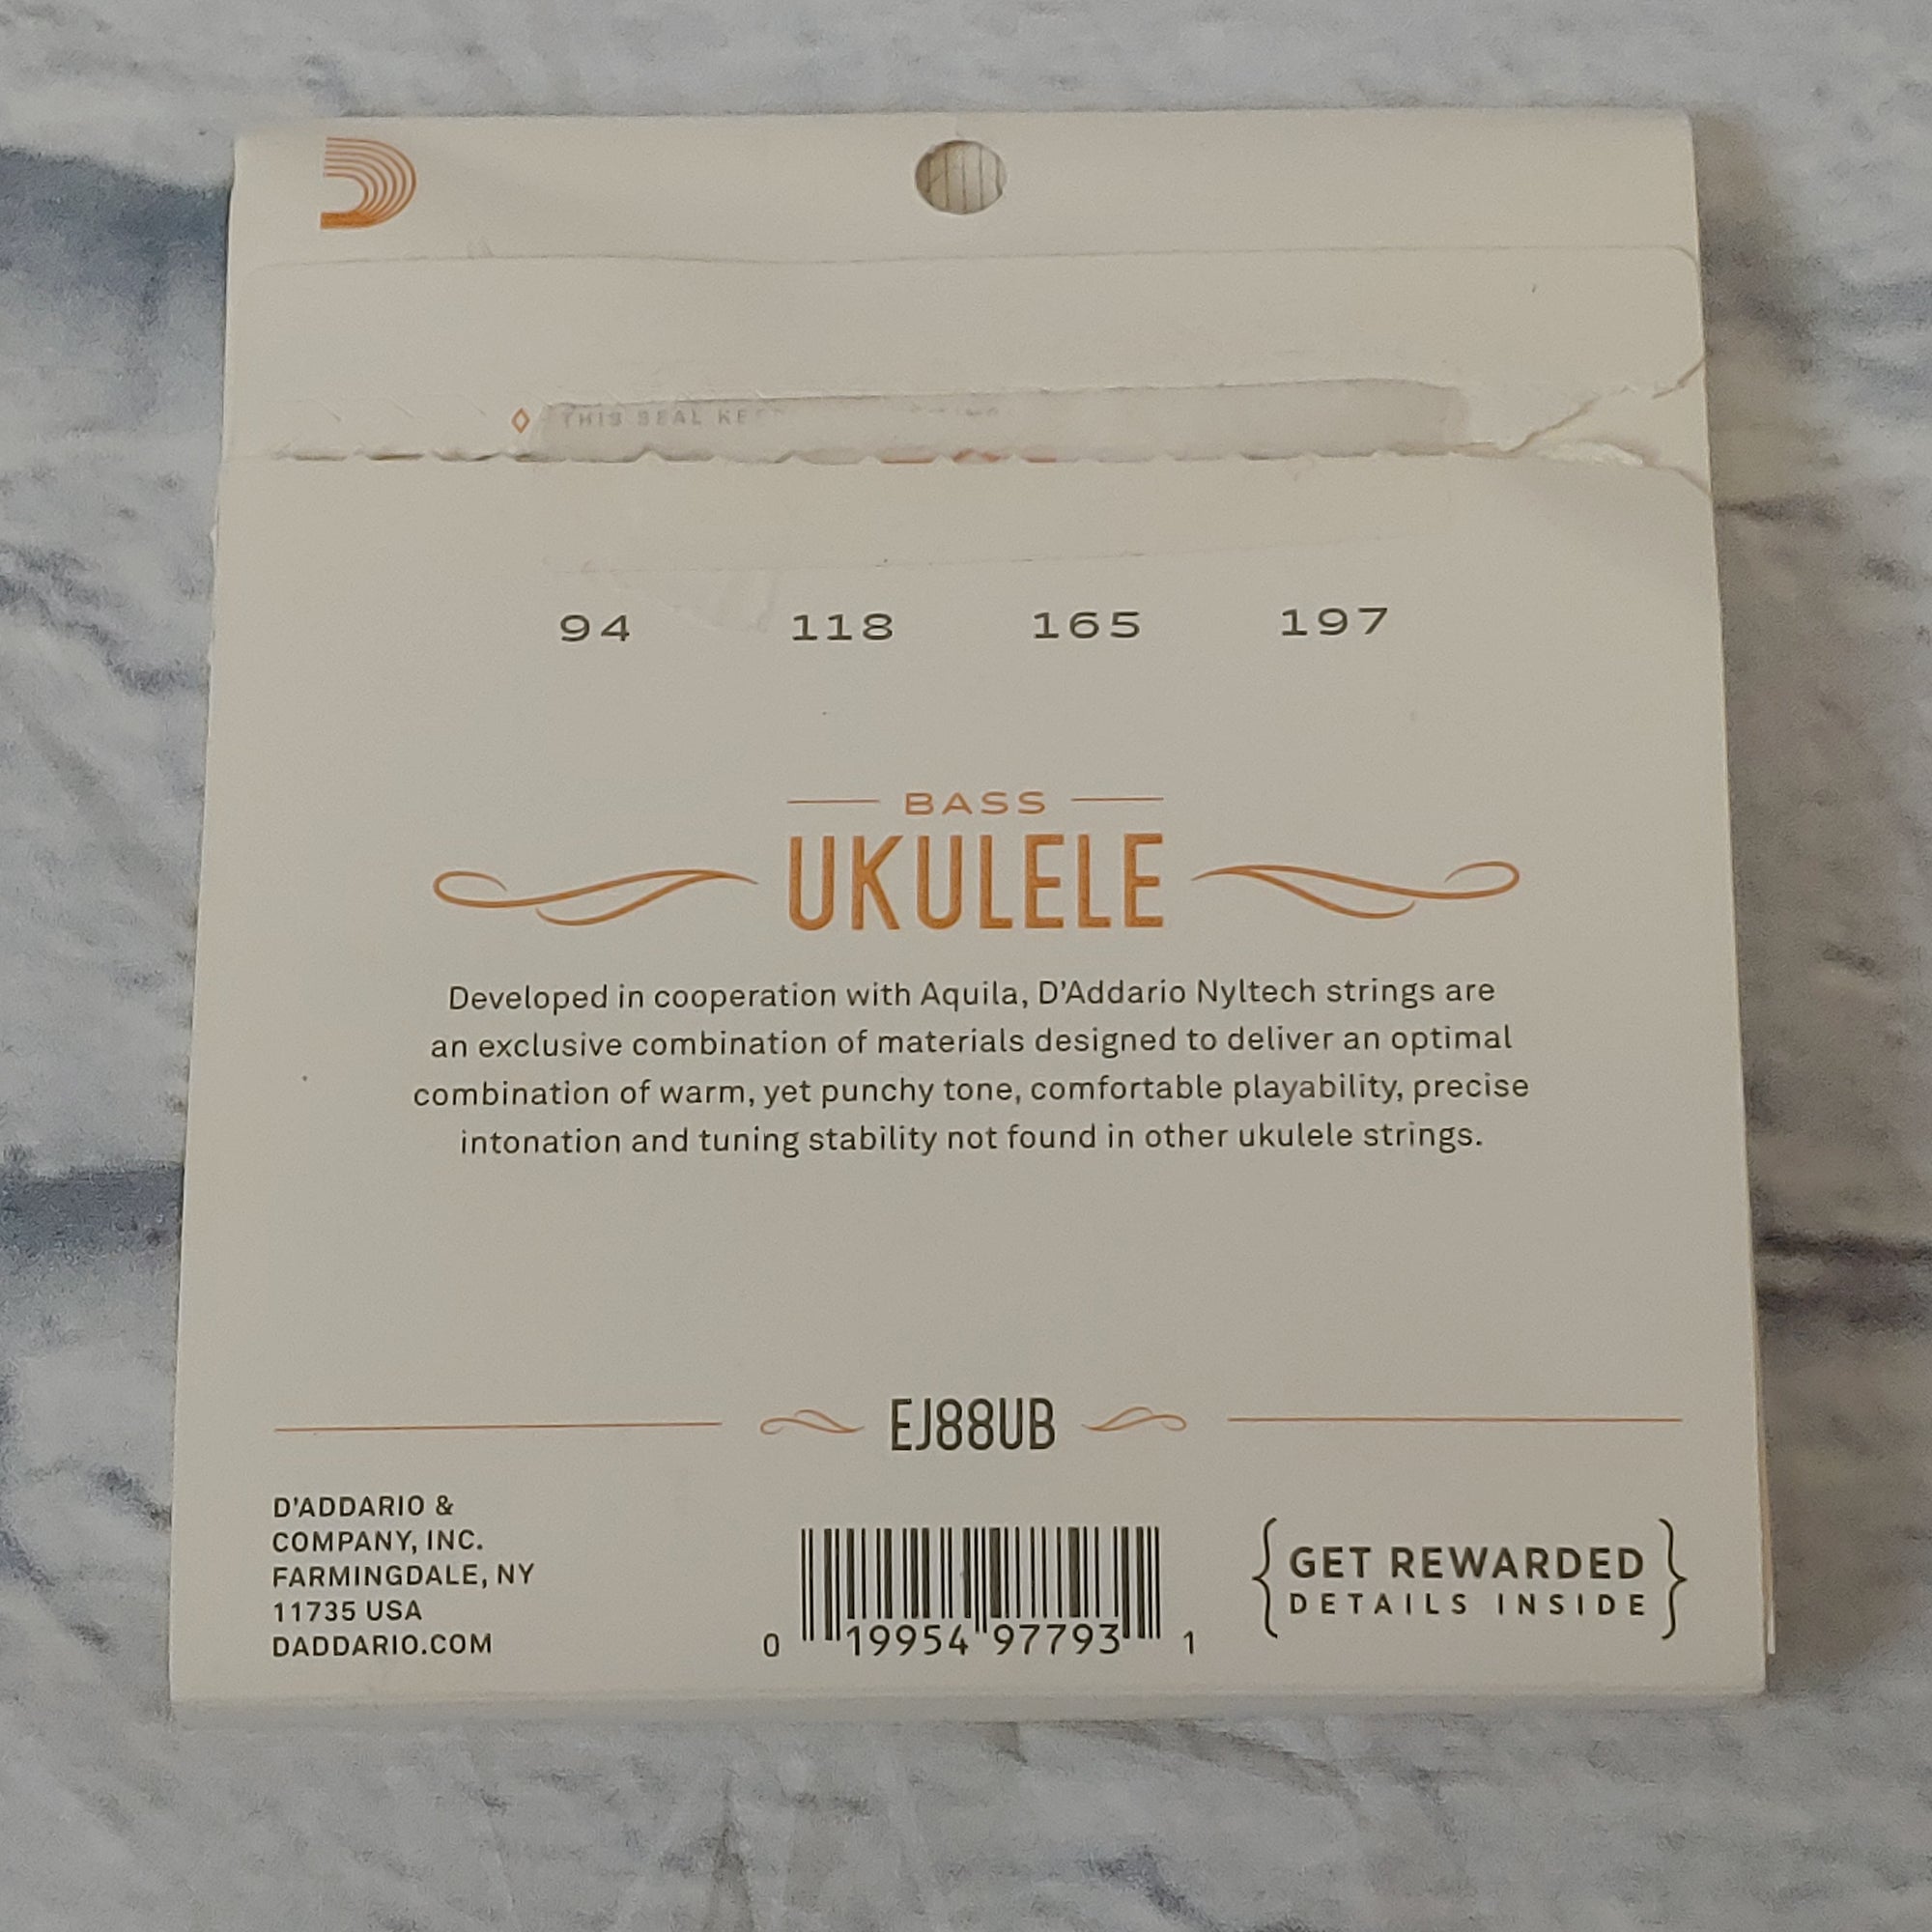 THIS SEAL
94 118 165 197
BASS
UKULELE
Developed in cooperation with Aquila, D'Addario Nyltech strings are
an exclusive combination of materials designed to deliver an optimal
combination of warm, yet punchy tone, comfortable playability, precise
intonation and tuning stability not found in other ukulele strings.
EJ88UB
D'ADDARIO &
COMPANY, INC.
FARMINGDALE, NY
11735 USA
DADDARIO.COM
0 19954 97793 1
GET REWARDED
DETAILS INSIDE